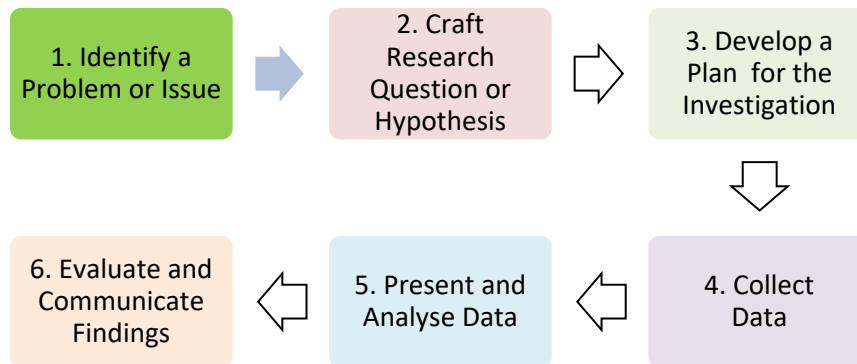 1. Identify a
Problem or Issue
2. Craft
Research
Question or
Hypothesis
3. Develop a
Plan for the
Investigation
4. Collect
Data
5. Present and
Analyse Data
6. Evaluate and
Communicate
Findings